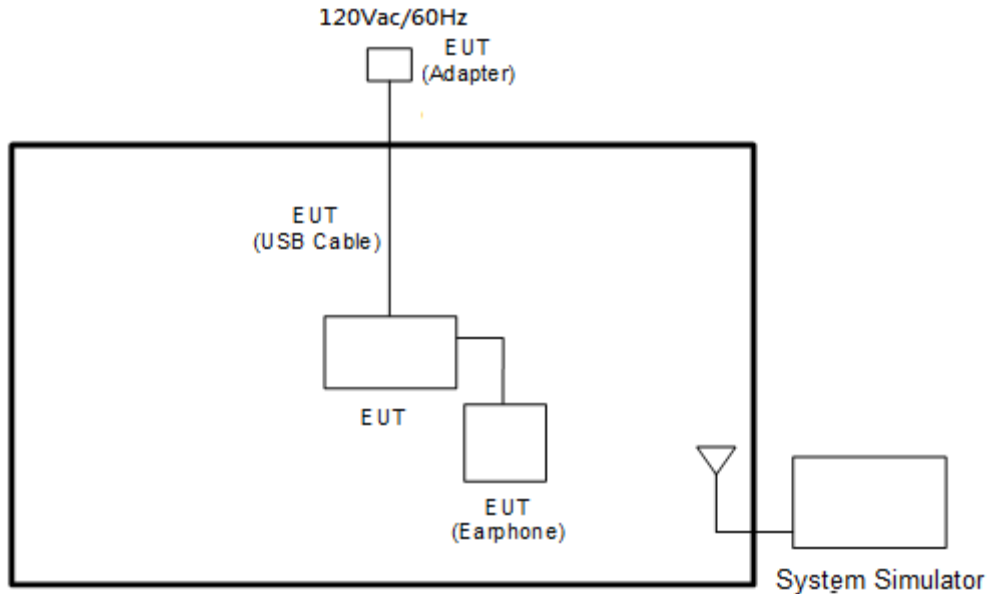 120Vac/60Hz
EUT
(Adapter)
EUT
(USB Cable)
EUT
EUT
(Earphone)
System Simulator